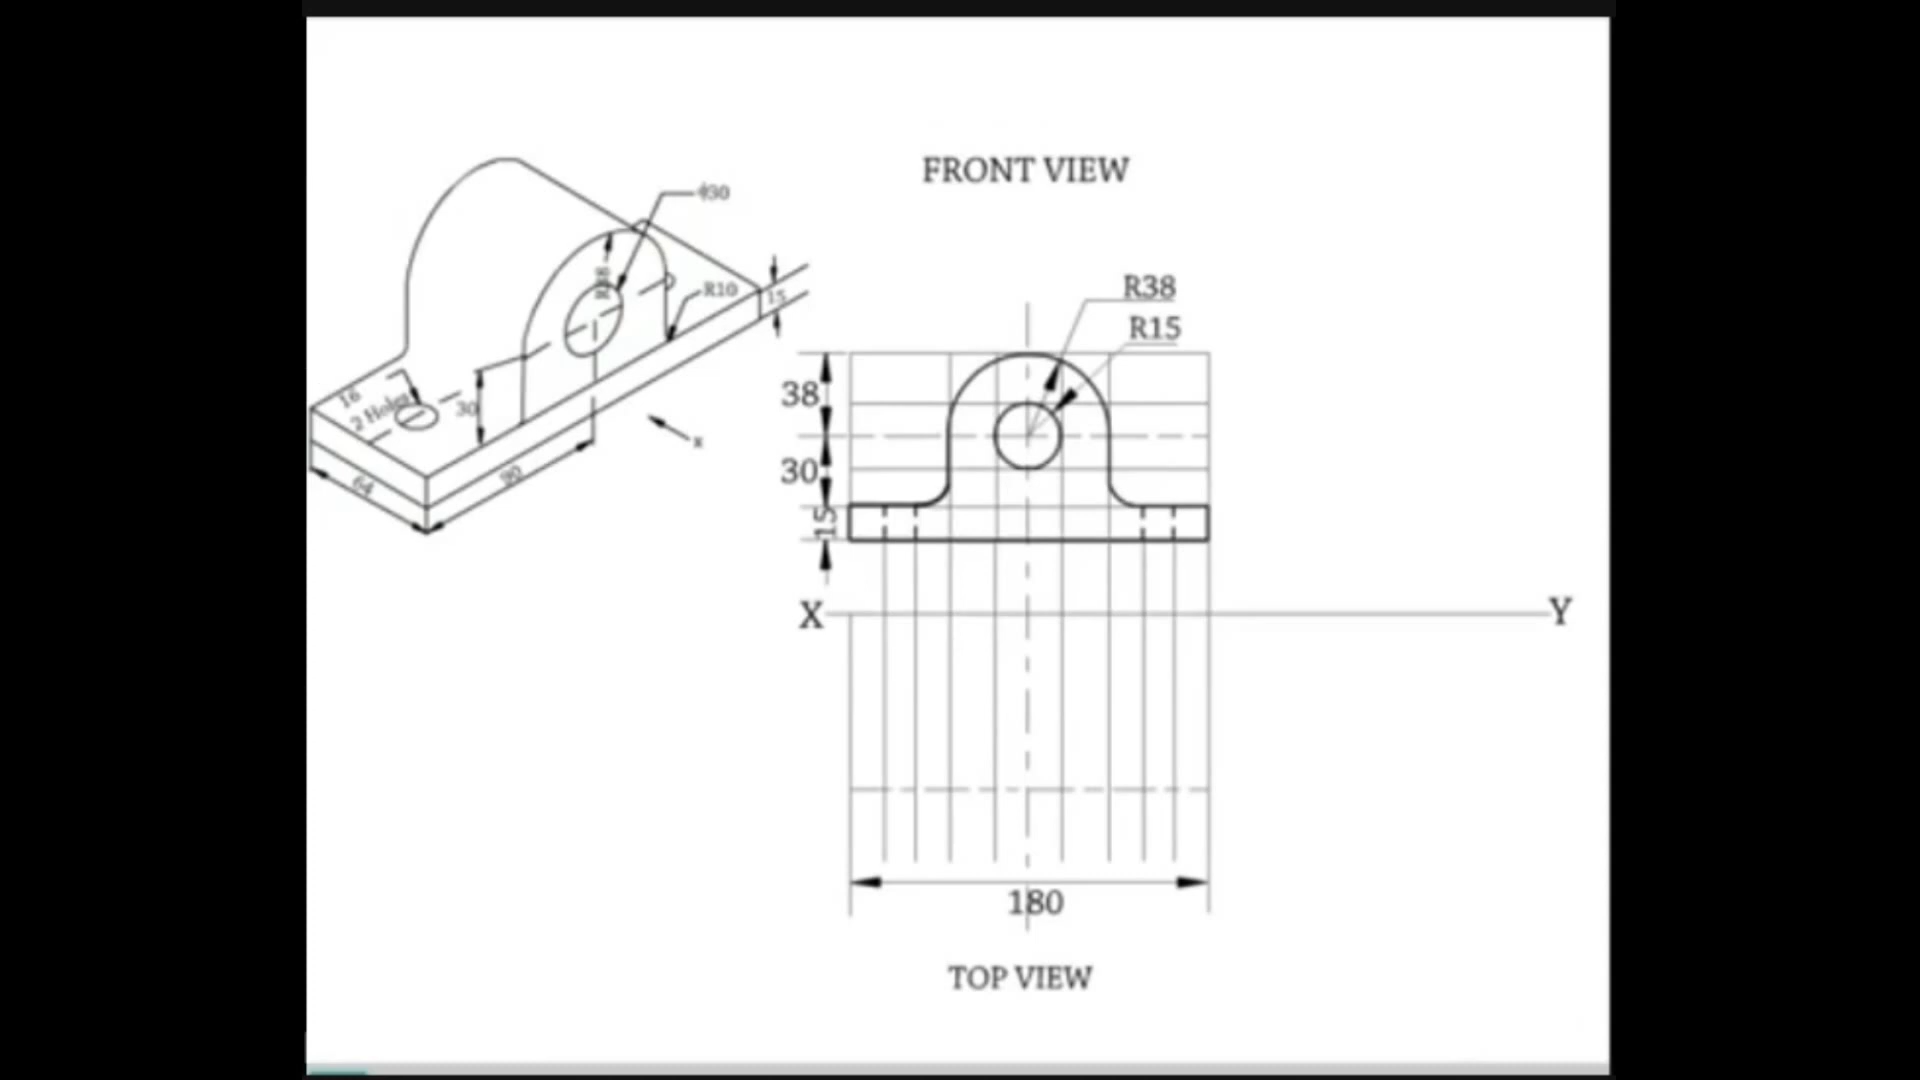 FRONT VIEW
ϕ30
R38
R10
15
16
2 Holes
30
x
90
64
R38
R15
38
30
15
X
Y
180
TOP VIEW